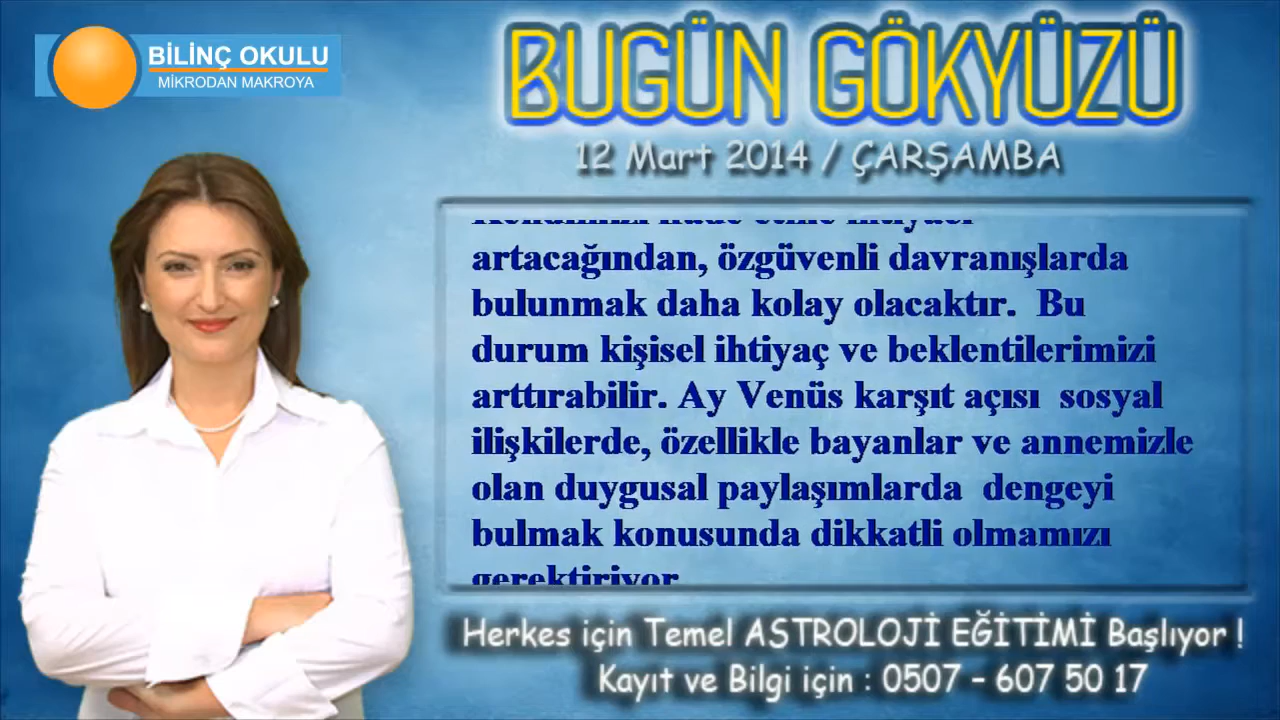 BİLİNÇ OKULU
MİKRODAN MAKROYA
BUGÜN GÖKYÜZÜ
12 Mart 2014 / ÇARŞAMBA
artacağından, özgüvenli davranışlarda
bulunmak daha kolay olacaktır.  Bu
durum kişisel ihtiyaç ve beklentilerimizi
arttırabilir. Ay Venüs karşıt açısı  sosyal
ilişkilerde, özellikle bayanlar ve annemizle
olan duygusal paylaşımlarda  dengeyi
bulmak konusunda dikkatli olmamızı
gerektiriyor
Herkes için Temel ASTROLOJİ EĞİTİMİ Başlıyor !
Kayıt ve Bilgi için : 0507 – 607 50 17